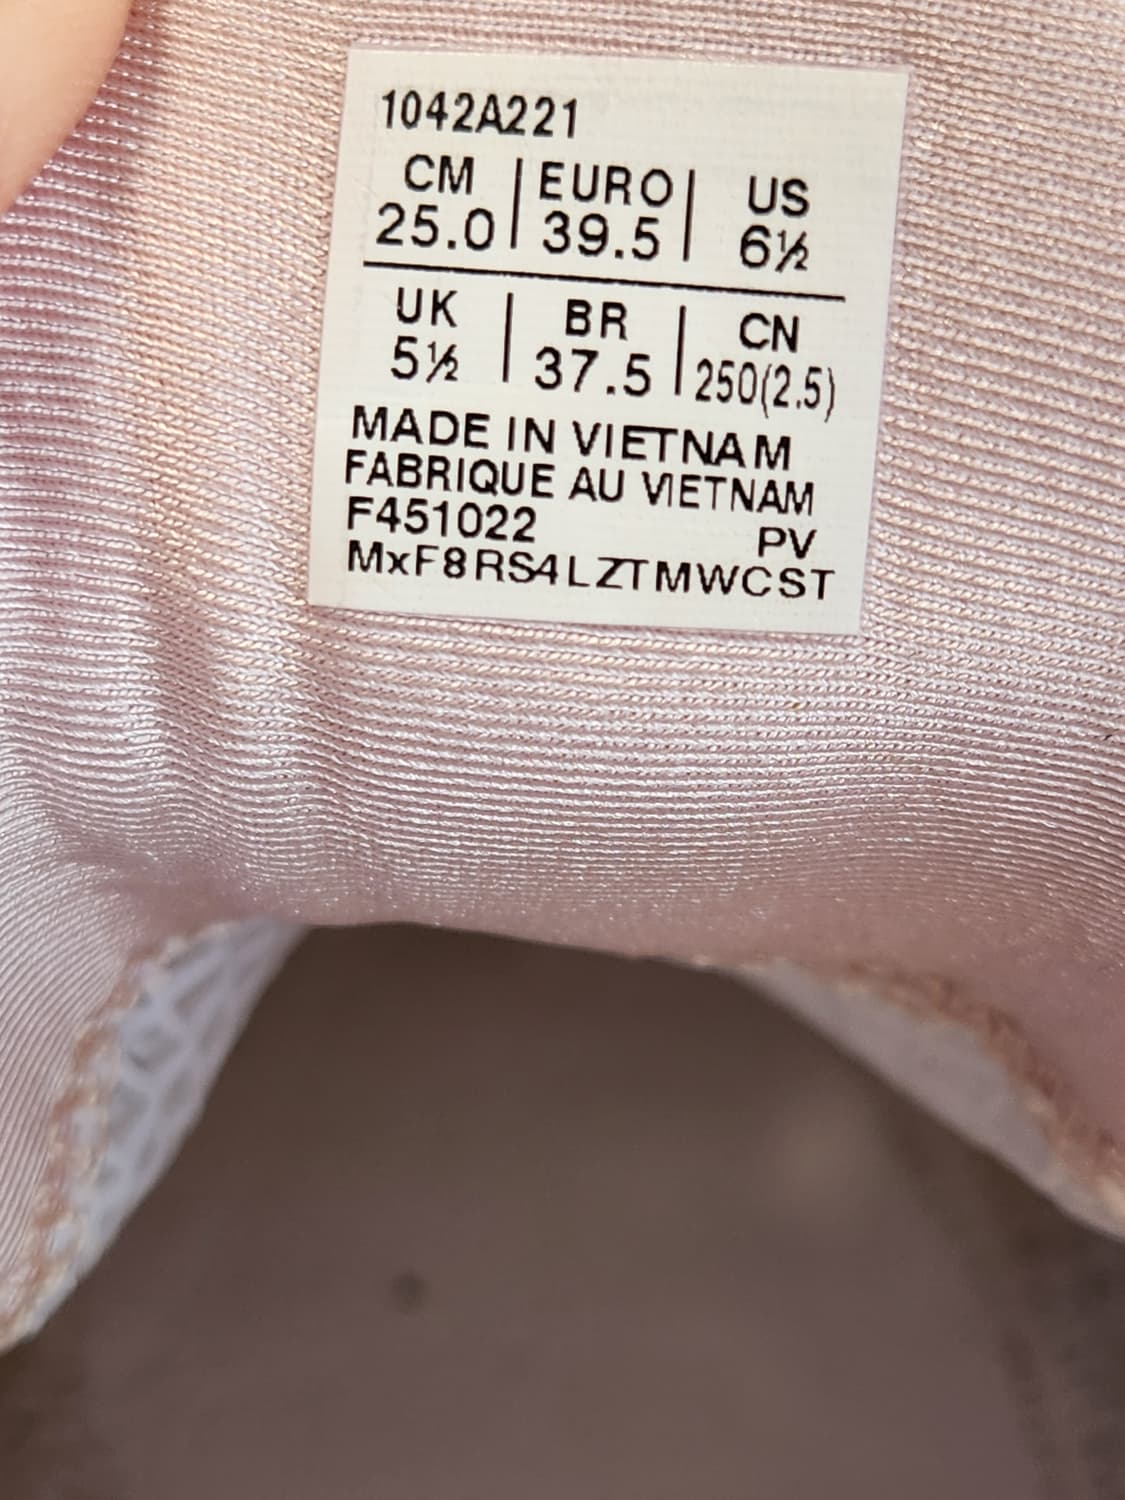 1042A221
CM | EURO | US
25.0 | 39.5 | 6½
UK | BR | CN
5½ | 37.5 | 250(2.5)
MADE IN VIETNAM
FABRIQUE AU VIETNAM
F451022 PV
MxF8RS4LZTMWCST